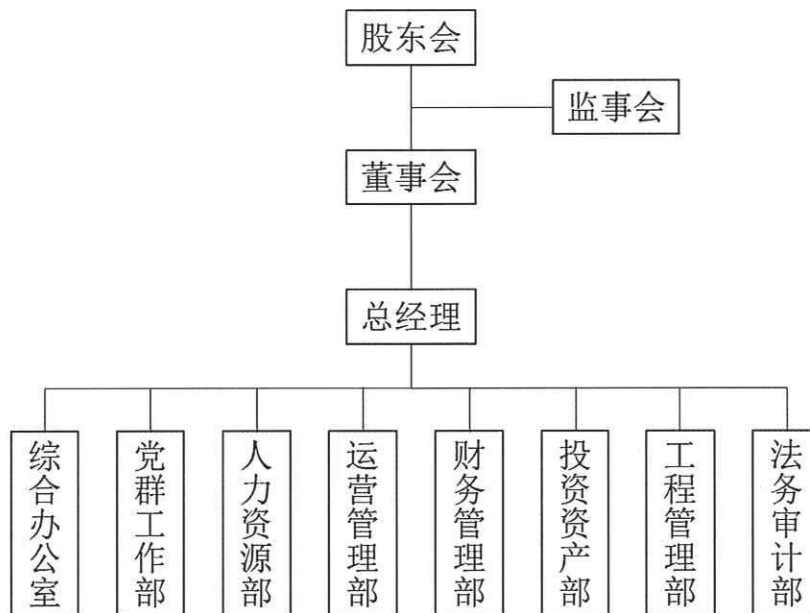 股东会
监事会
董事会
总经理
综合办公室
党群工作部
人力资源部
运营管理部
财务管理部
投资资产部
工程管理部
法务审计部